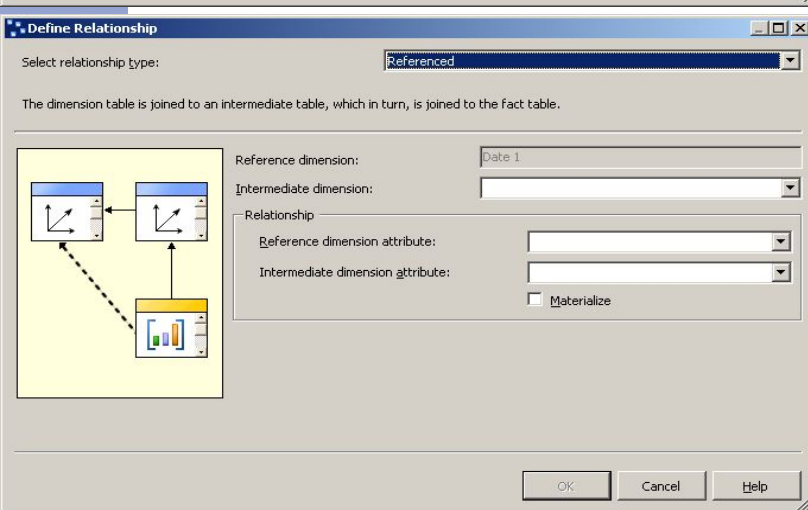 Define Relationship
Select relationship type: Referenced
The dimension table is joined to an intermediate table, which in turn, is joined to the fact table.
Reference dimension: Date 1
Intermediate dimension:
Relationship
Reference dimension attribute:
Intermediate dimension attribute:
Materialize
OK Cancel Help